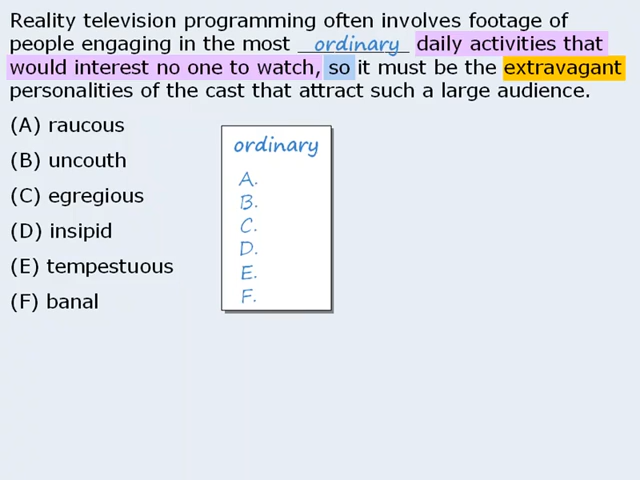 Reality television programming often involves footage of
people engaging in the most ordinary daily activities that
would interest no one to watch, so it must be the extravagant
personalities of the cast that attract such a large audience.
(A) raucous
(B) uncouth
(C) egregious
(D) insipid
(E) tempestuous
(F) banal
ordinary
A.
B.
C.
D.
E.
F.